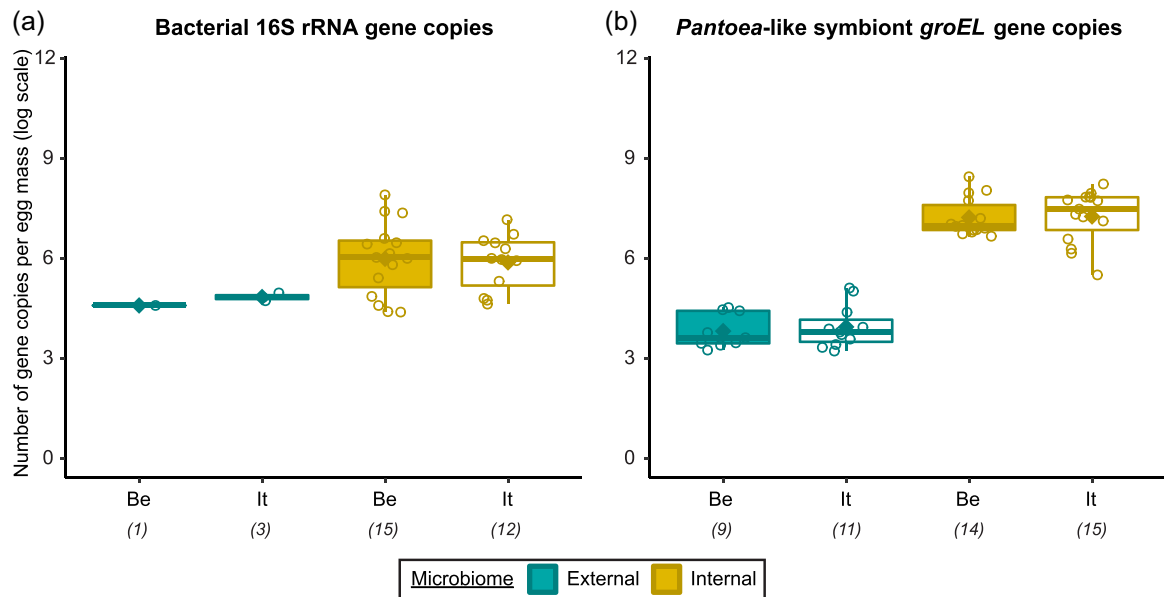 (a)
Bacterial 16S rRNA gene copies
Number of gene copies per egg mass (log scale)
12
9
6
3
0
Be It Be It
(1) (3) (15) (12)
(b)
Pantoea-like symbiont groEL gene copies
12
9
6
3
0
Be It Be It
(9) (11) (14) (15)
Microbiome External Internal